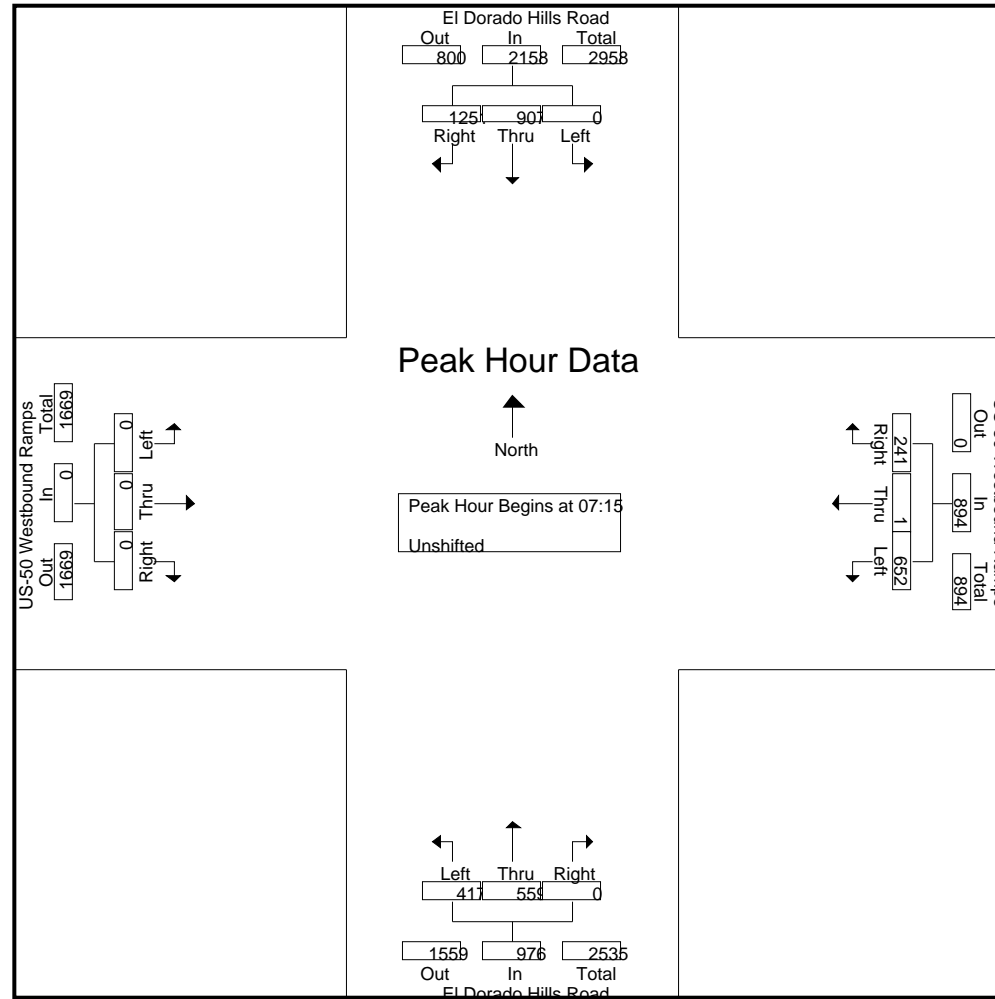 El Dorado Hills Road
Out In Total
800 2158 2958
907 0
Right Thru Left
Peak Hour Data
North
Peak Hour Begins at 07:15
Unshifted
US-50 Westbound Ramps
Total In Out
1669 0 1669
0 0 0
Left Thru Right
Right Thru Left
241 1 652
Out In Total
0 894 894
Left Thru Right
417 559 0
1559 976 2535
Out In Total
El Dorado Hills Road